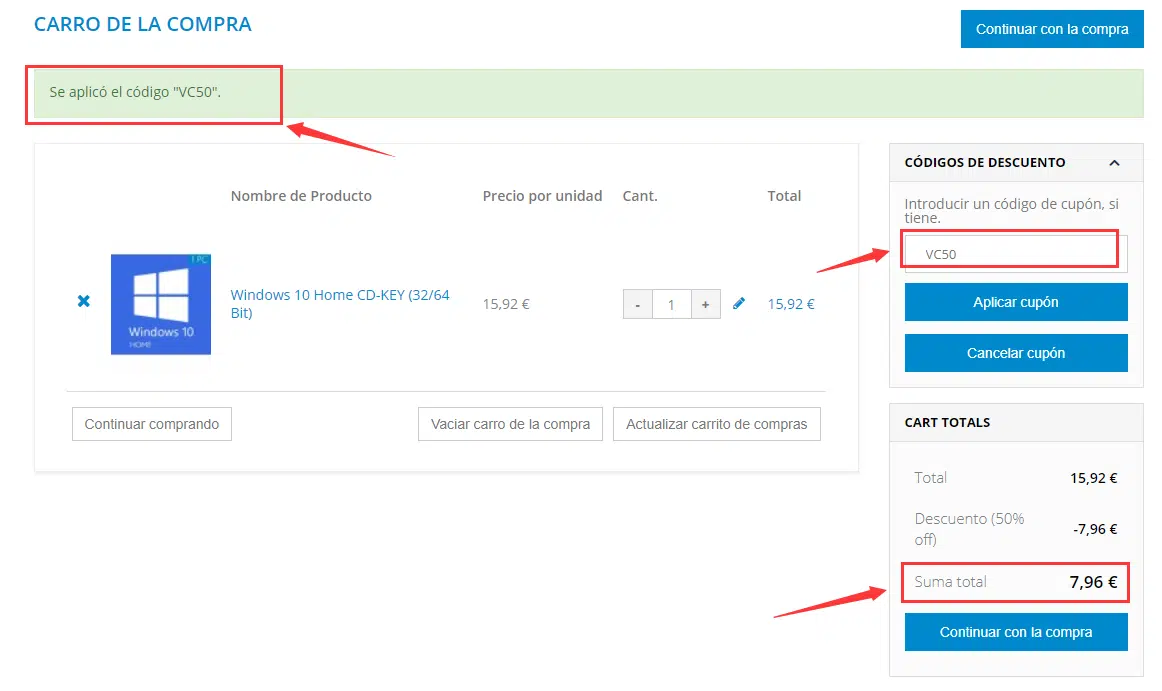 CARRO DE LA COMPRA
Continuar con la compra
Se aplicó el código "VC50".
Nombre de Producto
Precio por unidad
Cant.
Total
1 PC
Windows 10
HOME
Windows 10 Home CD-KEY (32/64
Bit)
15,92 €
-
1
+
15,92 €
Continuar comprando
Vaciar carro de la compra
Actualizar carrito de compras
CÓDIGOS DE DESCUENTO
Introducir un código de cupón, si
tiene.
VC50
Aplicar cupón
Cancelar cupón
CART TOTALS
Total
15,92 €
Descuento (50%
off)
-7,96 €
Suma total
7,96 €
Continuar con la compra